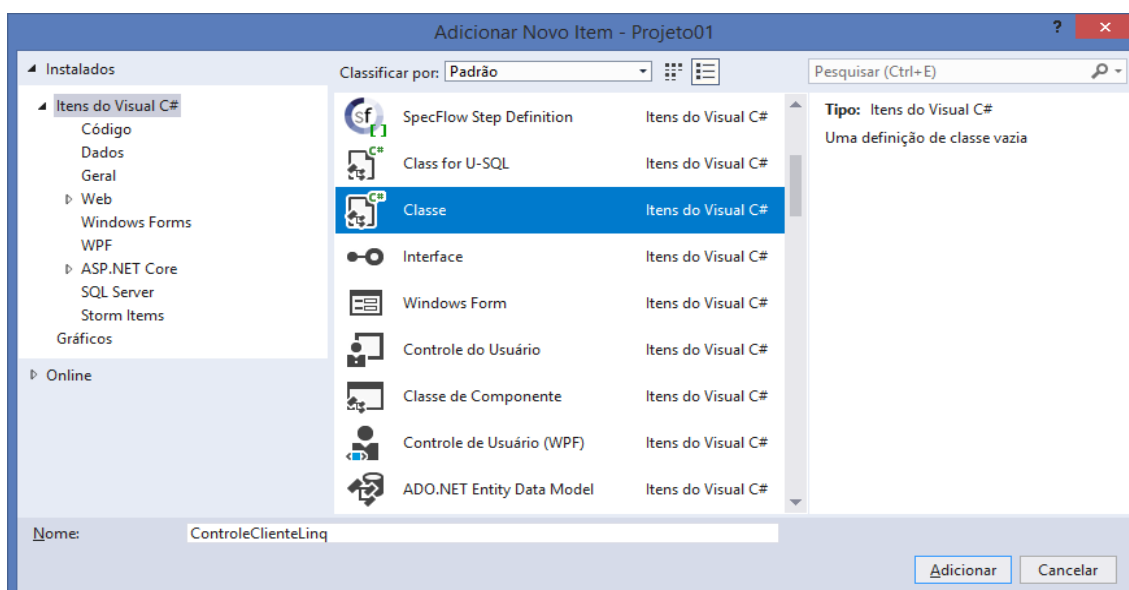 Adicionar Novo Item - Projeto01
?
Instalados
Classificar por: Padrão
Pesquisar (Ctrl+E)
Itens do Visual C#
Código
Dados
Geral
Web
Windows Forms
WPF
ASP.NET Core
SQL Server
Storm Items
Gráficos
Online
SpecFlow Step Definition Itens do Visual C#
Class for U-SQL Itens do Visual C#
Classe Itens do Visual C#
Interface Itens do Visual C#
Windows Form Itens do Visual C#
Controle do Usuário Itens do Visual C#
Classe de Componente Itens do Visual C#
Controle de Usuário (WPF) Itens do Visual C#
ADO.NET Entity Data Model Itens do Visual C#
Tipo: Itens do Visual C#
Uma definição de classe vazia
Nome: ControleClienteLinq
Adicionar Cancelar